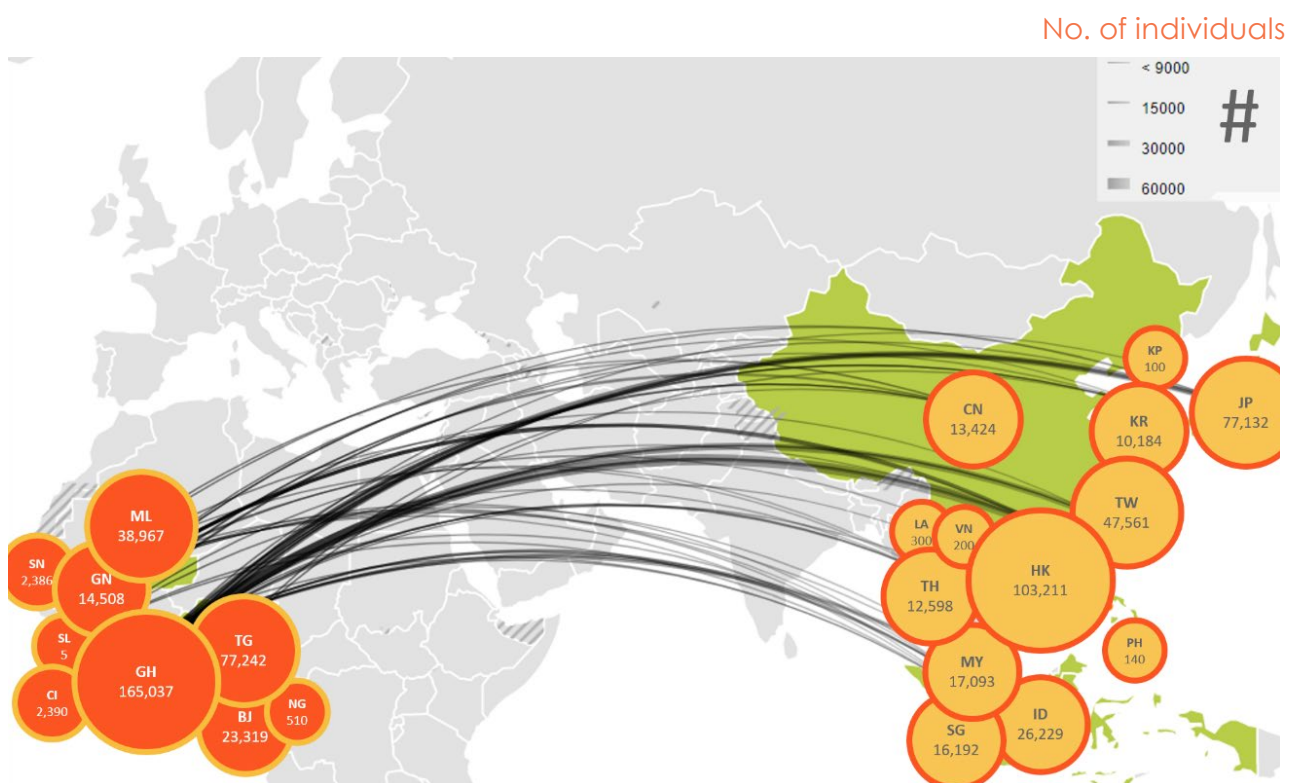 No. of individuals
< 9000
15000
30000
60000
#
KP
100
JP
77,132
CN
13,424
KR
10,184
TW
47,561
LA
300
VN
200
HK
103,211
TH
12,598
PH
140
MY
17,093
ID
26,229
SG
16,192
ML
38,967
SN
2,386
GN
14,508
SL
5
TG
77,242
GH
165,037
CI
2,390
NG
510
BJ
23,319